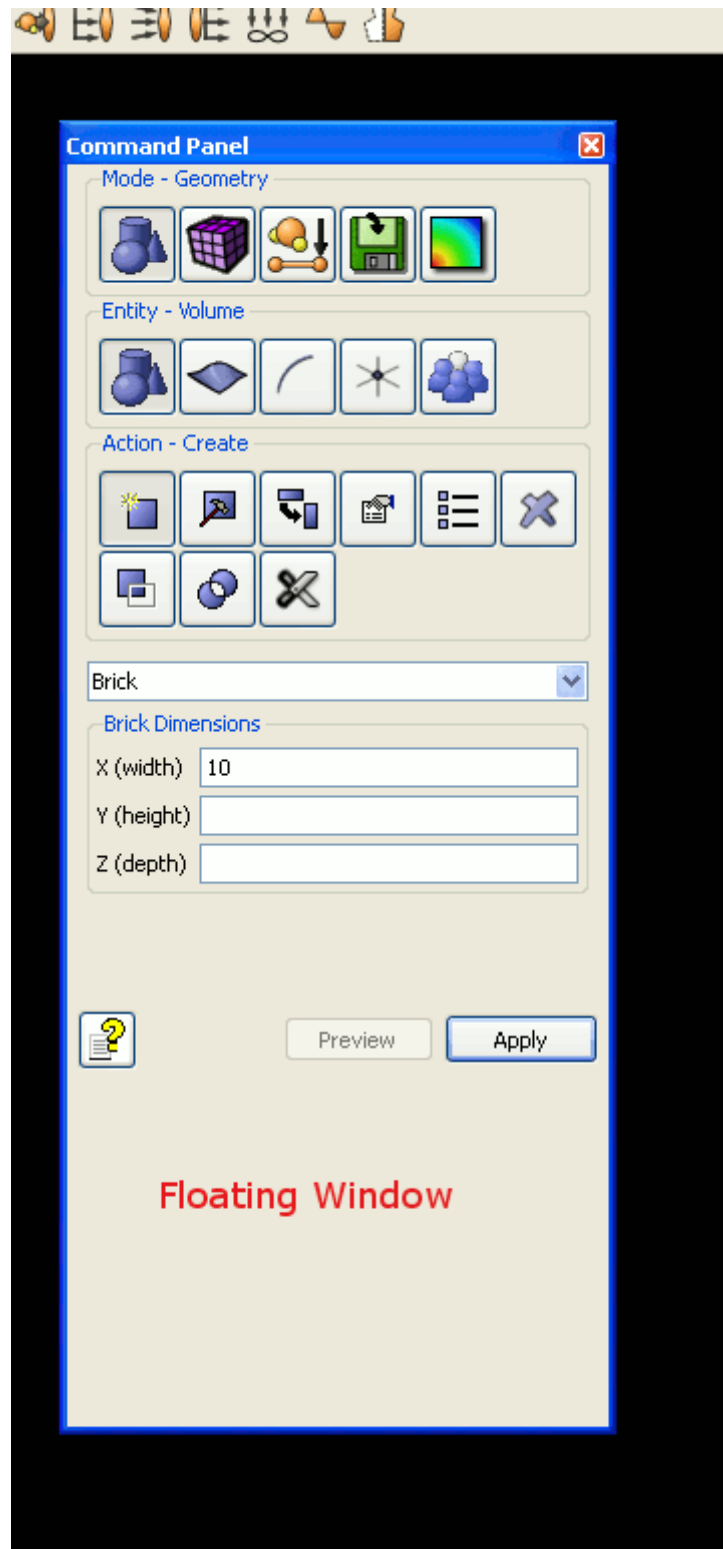 Command Panel
Mode - Geometry
Entity - Volume
Action - Create
Brick
Brick Dimensions
X (width) 10
Y (height)
Z (depth)
Preview Apply
Floating Window